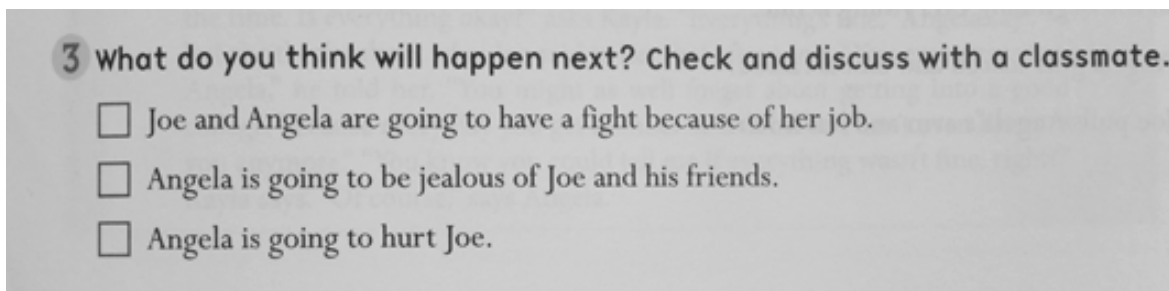 3 What do you think will happen next? Check and discuss with a classmate.
Joe and Angela are going to have a fight because of her job.
Angela is going to be jealous of Joe and his friends.
Angela is going to hurt Joe.